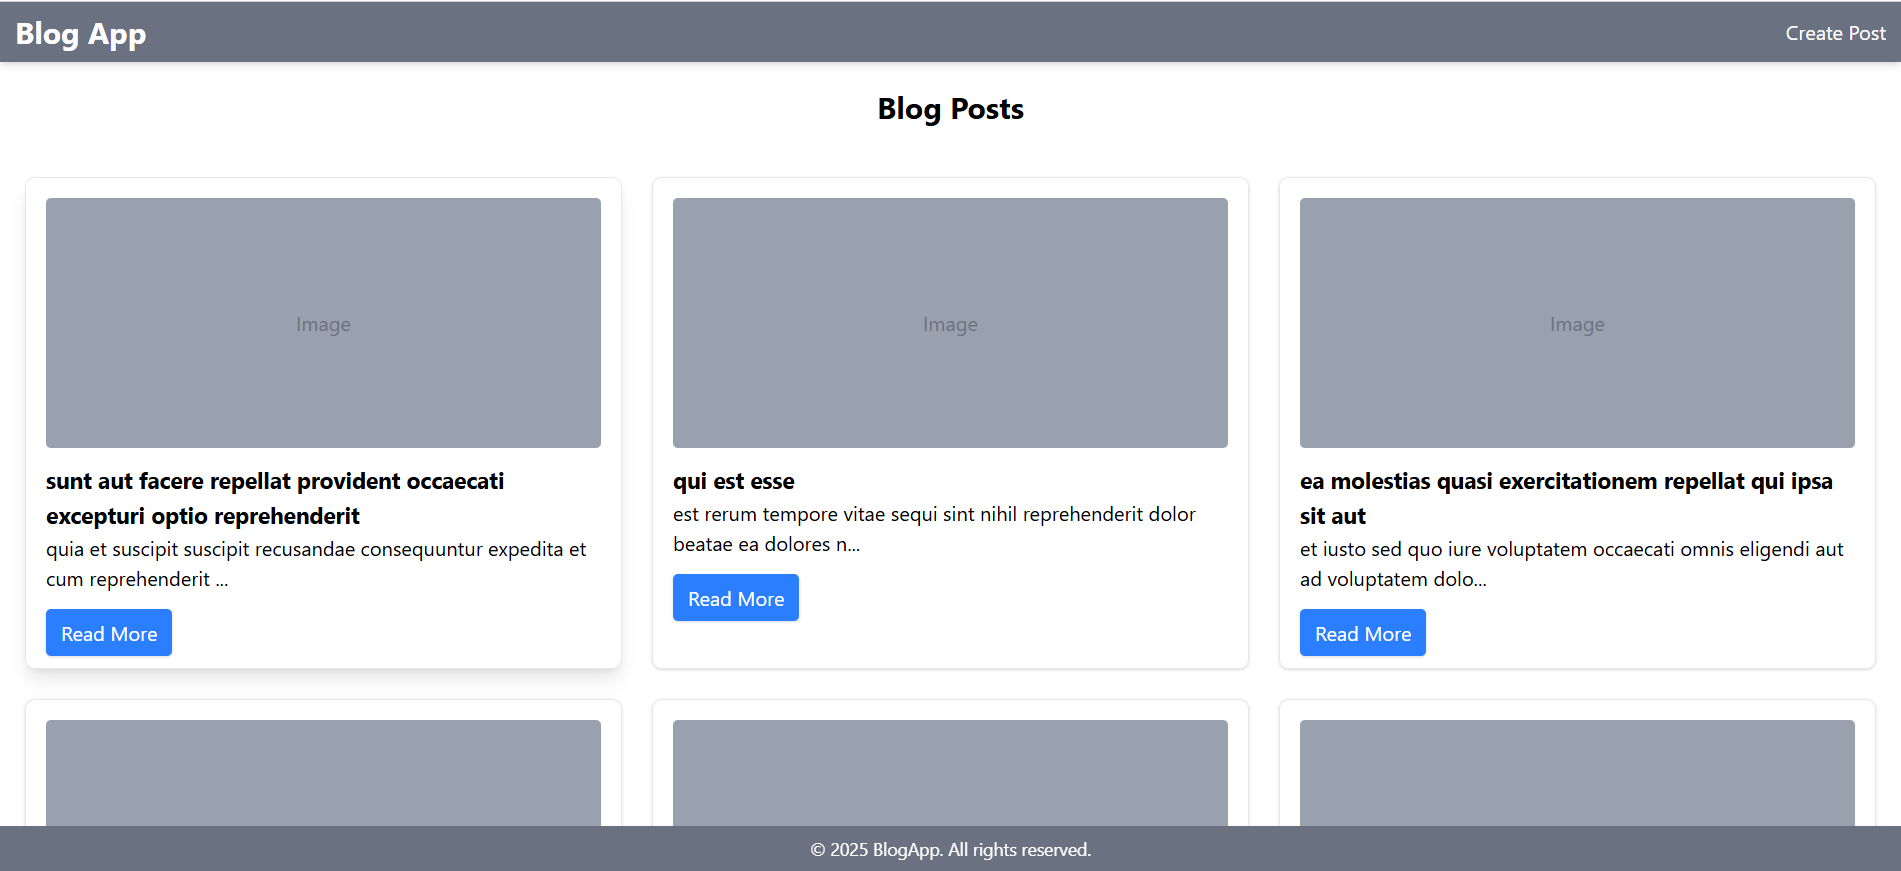 Blog App
Create Post
Blog Posts
Image
sunt aut facere repellat provident occaecati
excepturi optio reprehenderit
quia et suscipit suscipit recusandae consequuntur expedita et
cum reprehenderit ...
Read More
Image
qui est esse
est rerum tempore vitae sequi sint nihil reprehenderit dolor
beatae ea dolores n...
Read More
Image
ea molestias quasi exercitationem repellat qui ipsa
sit aut
et iusto sed quo iure voluptatem occaecati omnis eligendi aut
ad voluptatem dolo...
Read More
© 2025 BlogApp. All rights reserved.